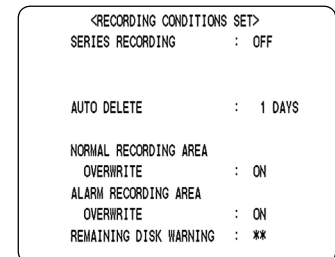 <RECORDING CONDITIONS SET>
SERIES RECORDING : OFF
AUTO DELETE : 1 DAYS
NORMAL RECORDING AREA
OVERWRITE : ON
ALARM RECORDING AREA
OVERWRITE : ON
REMAINING DISK WARNING : **